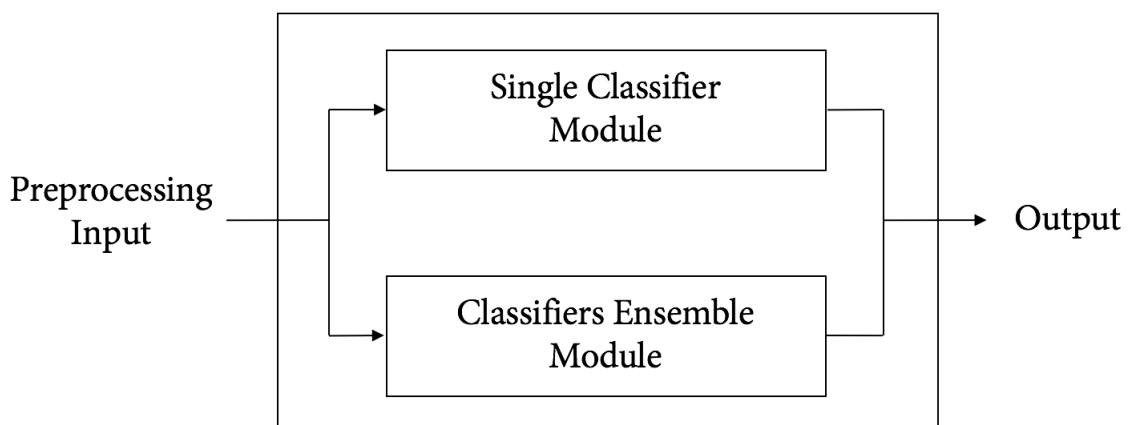 Single Classifier
Module
Preprocessing
Input
Output
Classifiers Ensemble
Module